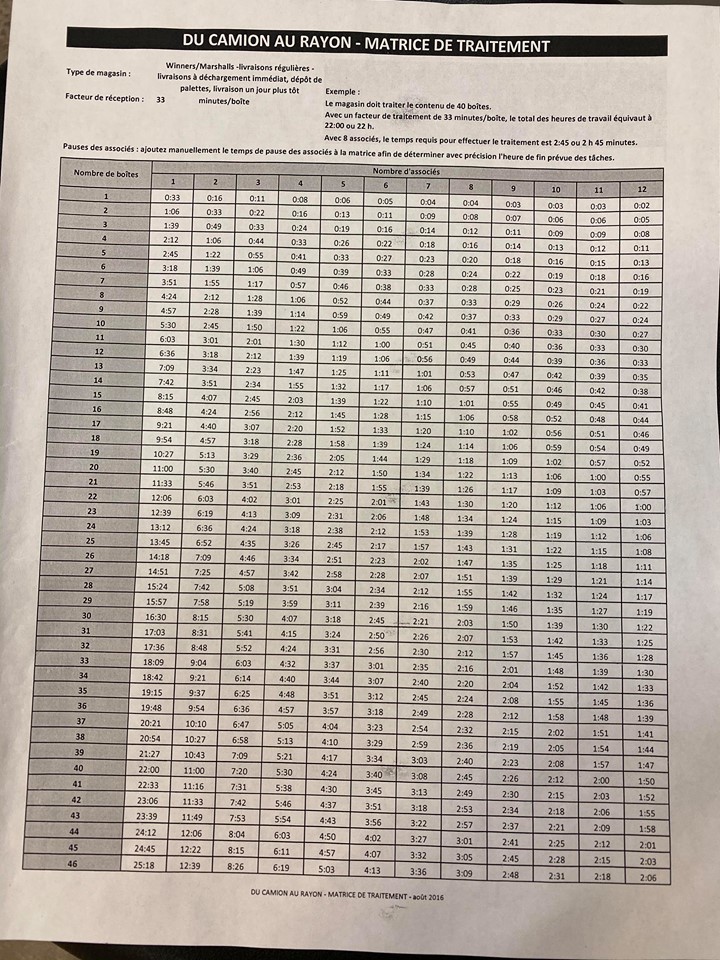 DU CAMION AU RAYON - MATRICE DE TRAITEMENT
Type de magasin : Winners/Marshalls -livraisons régulières -
livraisons à déchargement immédiat, dépôt de
palettes, livraison un jour plus tôt
Facteur de réception : 33 minutes/boîte
Exemple :
Le magasin doit traiter le contenu de 40 boîtes.
Avec un facteur de traitement de 33 minutes/boîte, le total des heures de travail équivaut à
22:00 ou 22 h.
Avec 8 associés, le temps requis pour effectuer le traitement est 2:45 ou 2 h 45 minutes.
Pauses des associés : ajoutez manuellement le temps de pause des associés à la matrice afin de déterminer avec précision l'heure de fin prévue des tâches.
Nombre de boîtes Nombre d'associés
1 2 3 4 5 6 7 8 9 10 11 12
1 0:33 0:16 0:11 0:08 0:06 0:05 0:04 0:04 0:03 0:03 0:03 0:02
2 1:06 0:33 0:22 0:16 0:13 0:11 0:09 0:08 0:07 0:06 0:06 0:05
3 1:39 0:49 0:33 0:24 0:19 0:16 0:14 0:12 0:11 0:09 0:09 0:08
4 2:12 1:06 0:44 0:33 0:26 0:22 0:18 0:16 0:14 0:13 0:12 0:11
5 2:45 1:22 0:55 0:41 0:33 0:27 0:23 0:20 0:18 0:16 0:15 0:13
6 3:18 1:39 1:06 0:49 0:39 0:33 0:28 0:24 0:22 0:19 0:18 0:16
7 3:51 1:55 1:17 0:57 0:46 0:38 0:33 0:28 0:25 0:23 0:21 0:19
8 4:24 2:12 1:28 1:06 0:52 0:44 0:37 0:33 0:29 0:26 0:24 0:22
9 4:57 2:28 1:39 1:14 0:59 0:49 0:42 0:37 0:33 0:29 0:27 0:24
10 5:30 2:45 1:50 1:22 1:06 0:55 0:47 0:41 0:36 0:33 0:30 0:27
11 6:03 3:01 2:01 1:30 1:12 1:00 0:51 0:45 0:40 0:36 0:33 0:30
12 6:36 3:18 2:12 1:39 1:19 1:06 0:56 0:49 0:44 0:39 0:36 0:33
13 7:09 3:34 2:23 1:47 1:25 1:11 1:01 0:53 0:47 0:42 0:39 0:35
14 7:42 3:51 2:34 1:55 1:32 1:17 1:06 0:57 0:51 0:46 0:42 0:38
15 8:15 4:07 2:45 2:03 1:39 1:22 1:10 1:01 0:55 0:49 0:45 0:41
16 8:48 4:24 2:56 2:12 1:45 1:28 1:15 1:06 0:58 0:52 0:48 0:44
17 9:21 4:40 3:07 2:20 1:52 1:33 1:20 1:10 1:02 0:56 0:51 0:46
18 9:54 4:57 3:18 2:28 1:58 1:39 1:24 1:14 1:06 0:59 0:54 0:49
19 10:27 5:13 3:29 2:36 2:05 1:44 1:29 1:18 1:09 1:02 0:57 0:52
20 11:00 5:30 3:40 2:45 2:12 1:50 1:34 1:22 1:13 1:06 1:00 0:55
21 11:33 5:46 3:51 2:53 2:18 1:55 1:39 1:26 1:17 1:09 1:03 0:57
22 12:06 6:03 4:02 3:01 2:25 2:01 1:43 1:30 1:20 1:12 1:06 1:00
23 12:39 6:19 4:13 3:09 2:31 2:06 1:48 1:34 1:24 1:15 1:09 1:03
24 13:12 6:36 4:24 3:18 2:38 2:12 1:53 1:39 1:28 1:19 1:12 1:06
25 13:45 6:52 4:35 3:26 2:45 2:17 1:57 1:43 1:31 1:22 1:15 1:08
26 14:18 7:09 4:46 3:34 2:51 2:23 2:02 1:47 1:35 1:25 1:18 1:11
27 14:51 7:25 4:57 3:42 2:58 2:28 2:07 1:51 1:39 1:29 1:21 1:14
28 15:24 7:42 5:08 3:51 3:04 2:34 2:12 1:55 1:42 1:32 1:24 1:17
29 15:57 7:58 5:19 3:59 3:11 2:39 2:16 1:59 1:46 1:35 1:27 1:19
30 16:30 8:15 5:30 4:07 3:18 2:45 2:21 2:03 1:50 1:39 1:30 1:22
31 17:03 8:31 5:41 4:15 3:24 2:50 2:26 2:07 1:53 1:42 1:33 1:25
32 17:36 8:48 5:52 4:24 3:31 2:56 2:30 2:12 1:57 1:45 1:36 1:28
33 18:09 9:04 6:03 4:32 3:37 3:01 2:35 2:16 2:01 1:48 1:39 1:30
34 18:42 9:21 6:14 4:40 3:44 3:07 2:40 2:20 2:04 1:52 1:42 1:33
35 19:15 9:37 6:25 4:48 3:51 3:12 2:45 2:24 2:08 1:55 1:45 1:36
36 19:48 9:54 6:36 4:57 3:57 3:18 2:49 2:28 2:12 1:58 1:48 1:39
37 20:21 10:10 6:47 5:05 4:04 3:23 2:54 2:32 2:15 2:02 1:51 1:41
38 20:54 10:27 6:58 5:13 4:10 3:29 2:59 2:36 2:19 2:05 1:54 1:44
39 21:27 10:43 7:09 5:21 4:17 3:34 3:03 2:40 2:23 2:08 1:57 1:47
40 22:00 11:00 7:20 5:30 4:24 3:40 3:08 2:45 2:26 2:12 2:00 1:50
41 22:33 11:16 7:31 5:38 4:30 3:45 3:13 2:49 2:30 2:15 2:03 1:52
42 23:06 11:33 7:42 5:46 4:37 3:51 3:18 2:53 2:34 2:18 2:06 1:55
43 23:39 11:49 7:53 5:54 4:43 3:56 3:22 2:57 2:37 2:21 2:09 1:58
44 24:12 12:06 8:04 6:03 4:50 4:02 3:27 3:01 2:41 2:25 2:12 2:01
45 24:45 12:22 8:15 6:11 4:57 4:07 3:32 3:05 2:45 2:28 2:15 2:03
46 25:18 12:39 8:26 6:19 5:03 4:13 3:36 3:09 2:48 2:31 2:18 2:06
DU CAMION AU RAYON - MATRICE DE TRAITEMENT - août 2016